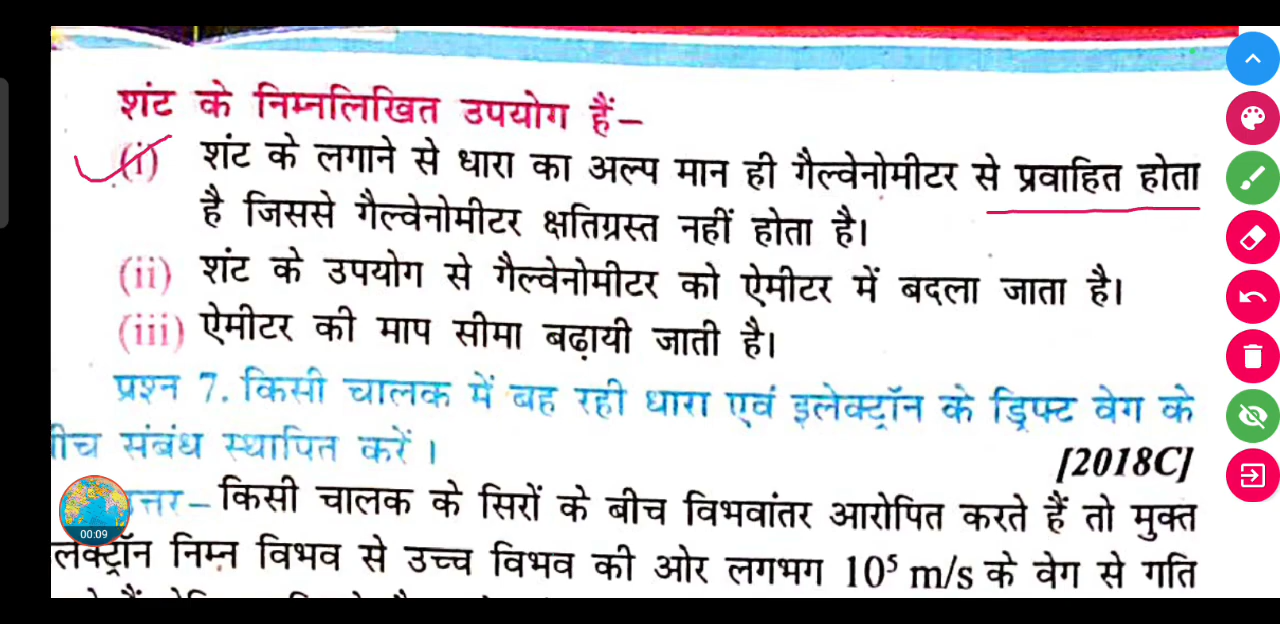 शंट के निम्नलिखित उपयोग हैं–
(i) शंट के लगाने से धारा का अल्प मान ही गैल्वेनोमीटर से प्रवाहित होता
है जिससे गैल्वेनोमीटर क्षतिग्रस्त नहीं होता है।
(ii) शंट के उपयोग से गैल्वेनोमीटर को ऐमीटर में बदला जाता है।
(iii) ऐमीटर की माप सीमा बढ़ायी जाती है।
प्रश्न 7. किसी चालक में बह रही धारा एवं इलेक्ट्रॉन के ड्रिफ्ट वेग के
संबंध स्थापित करें ।
[2018C]
किसी चालक के सिरों के बीच विभवांतर आरोपित करते हैं तो मुक्त
00:09
लेक्ट्रॉन निम्न विभव से उच्च विभव की ओर लगभग 10⁵ m/s के वेग से गति